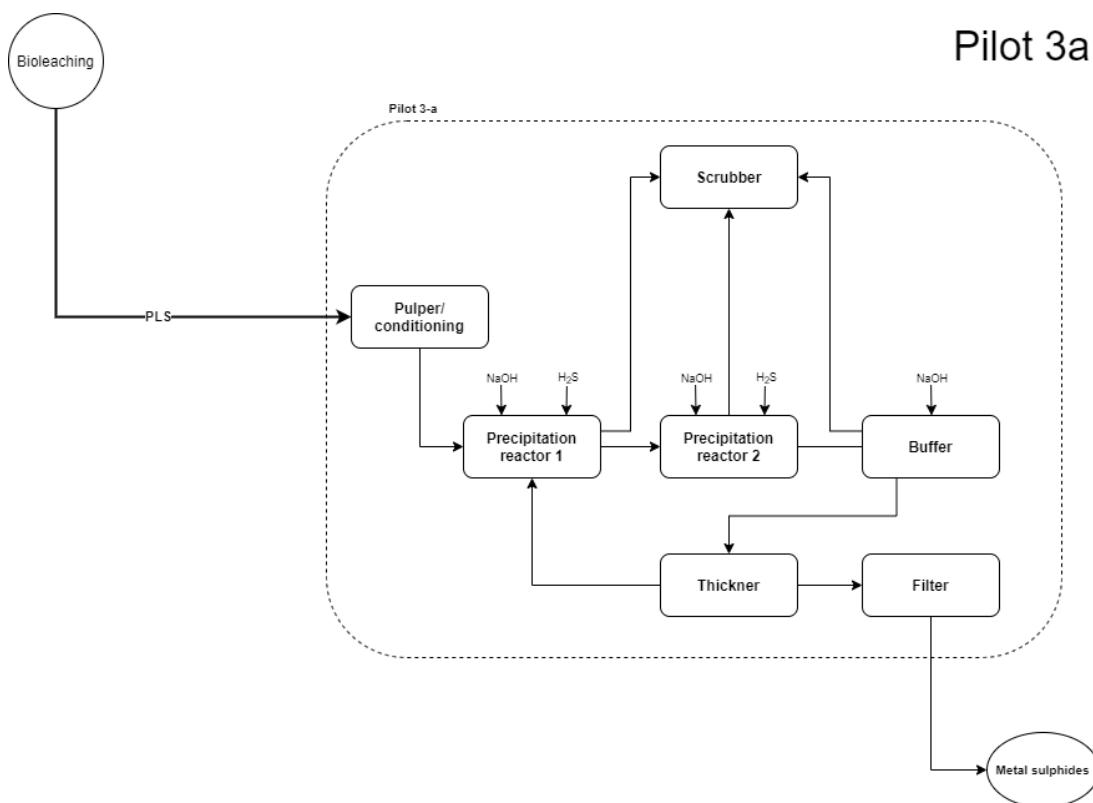 Pilot 3a
Bioleaching
Pilot 3-a
Scrubber
Pulper/
conditioning
PLS
NaOH
H₂S
NaOH
H₂S
NaOH
Precipitation
reactor 1
Precipitation
reactor 2
Buffer
Thickner
Filter
Metal sulphides